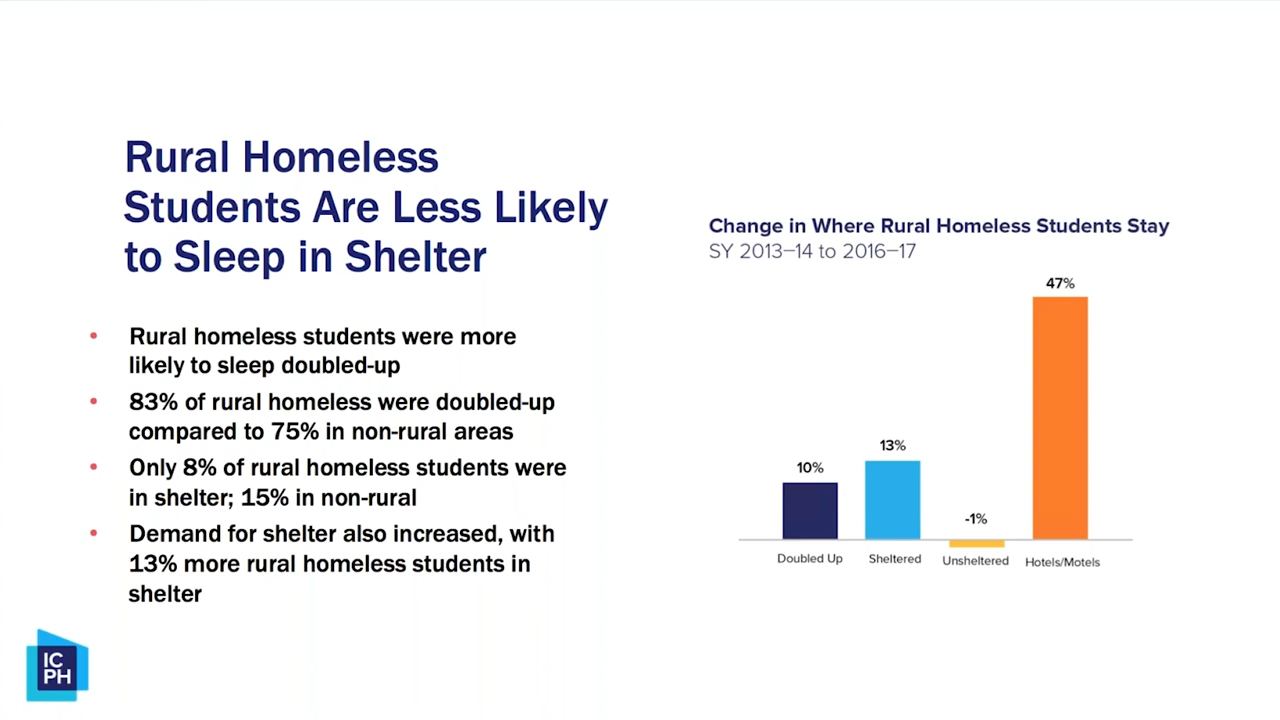 Rural Homeless
Students Are Less Likely
to Sleep in Shelter
• Rural homeless students were more
likely to sleep doubled-up
• 83% of rural homeless were doubled-up
compared to 75% in non-rural areas
• Only 8% of rural homeless students were
in shelter; 15% in non-rural
• Demand for shelter also increased, with
13% more rural homeless students in
shelter
IC
PH
Change in Where Rural Homeless Students Stay
SY 2013–14 to 2016–17
47%
13%
10%
-1%
Doubled Up
Sheltered
Unsheltered
Hotels/Motels